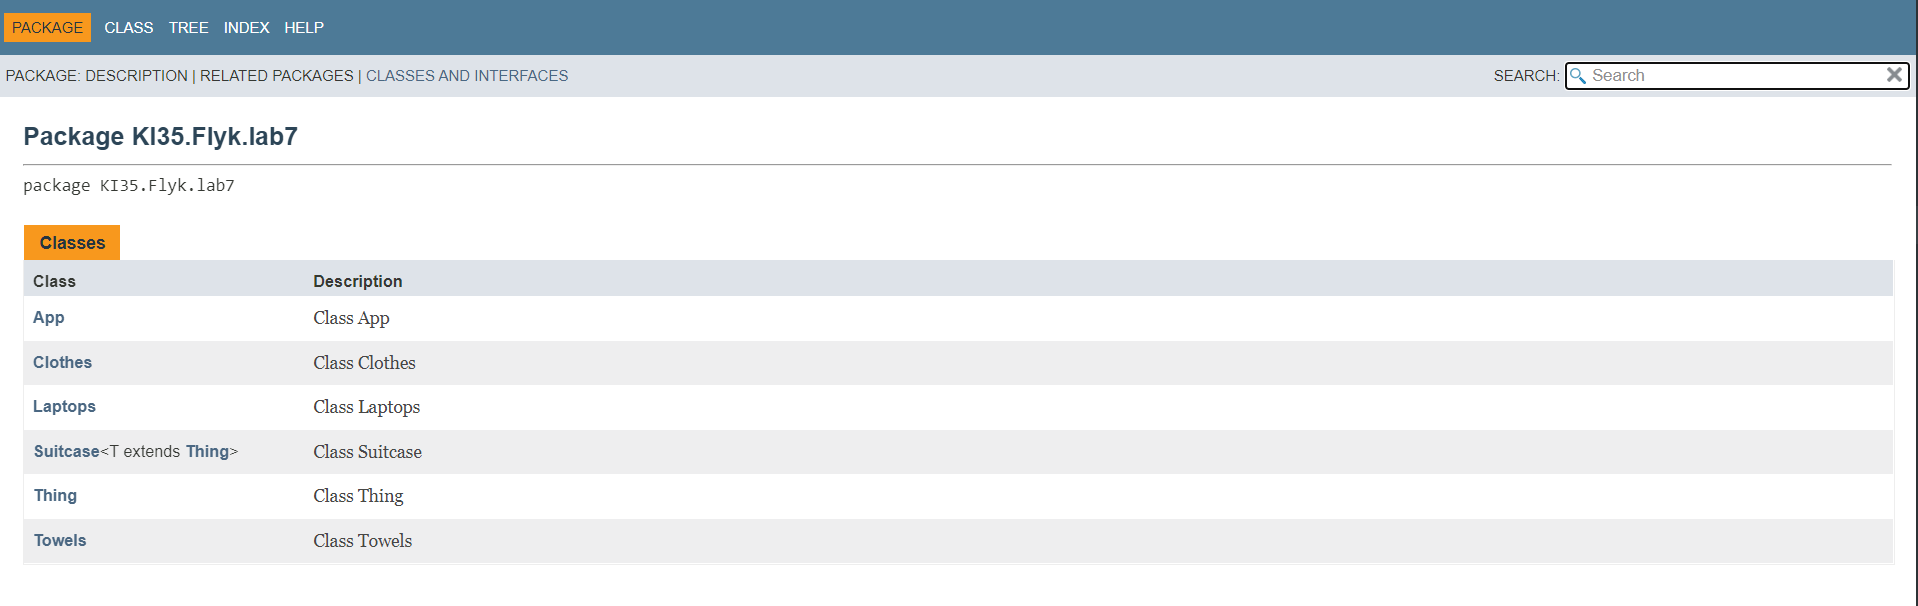 PACKAGE CLASS TREE INDEX HELP
PACKAGE: DESCRIPTION | RELATED PACKAGES | CLASSES AND INTERFACES SEARCH: Search
Package KI35.Flyk.lab7
package KI35.Flyk.lab7
Classes
Class Description
App Class App
Clothes Class Clothes
Laptops Class Laptops
Suitcase<T extends Thing> Class Suitcase
Thing Class Thing
Towels Class Towels